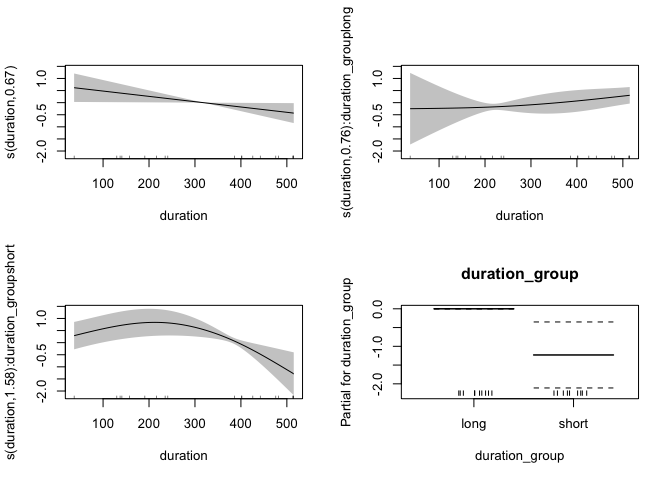 s(duration,0.67)
1.0
-0.5
-2.0
100 200 300 400 500
duration
s(duration,0.76):duration_grouplong
1.0
-0.5
-2.0
100 200 300 400 500
duration
s(duration,1.58):duration_groupshort
1.0
-0.5
-2.0
100 200 300 400 500
duration
duration_group
Partial for duration_group
0.0
-1.0
-2.0
long short
duration_group